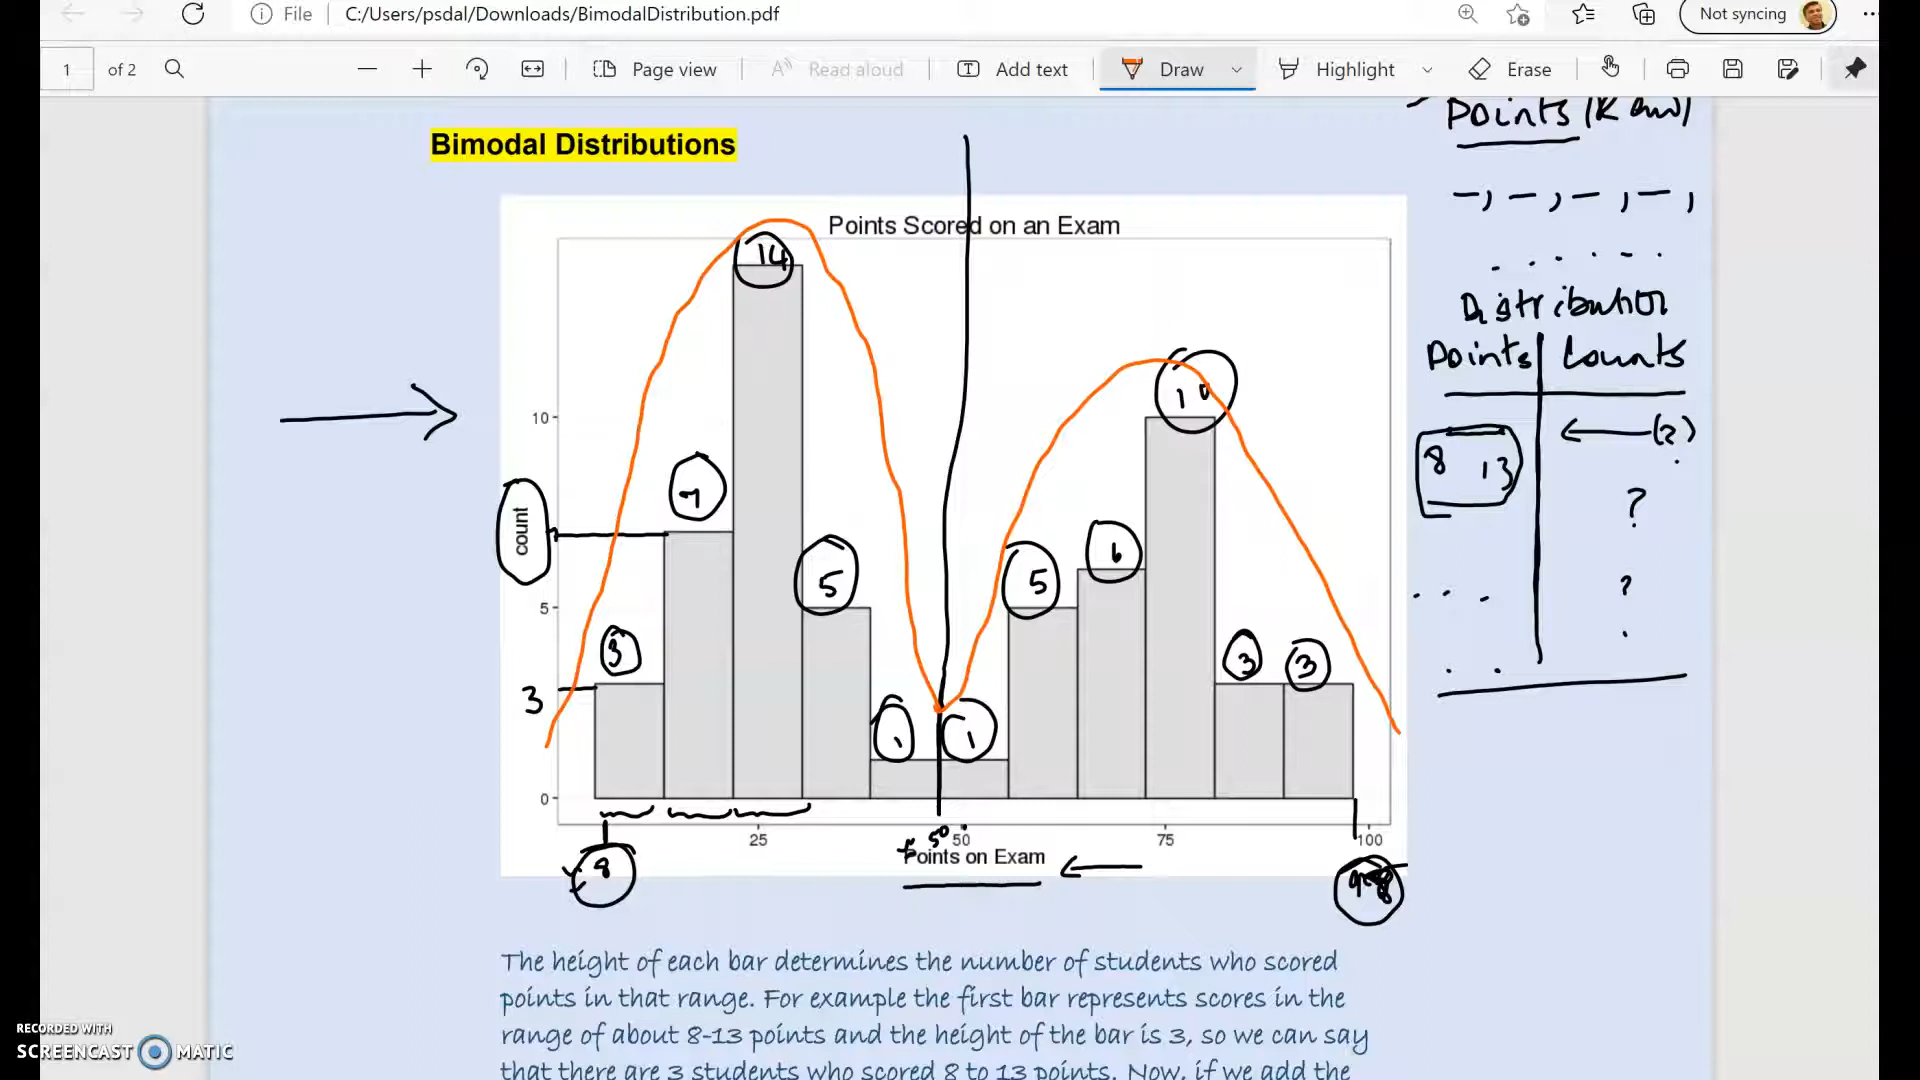 File C:/Users/psdal/Downloads/BimodalDistribution.pdf Not syncing
1 of 2 Page view Read aloud Add text Draw Highlight Erase
Points (Raw)
Bimodal Distributions
Points Scored on an Exam
Distribution
Points Counts
(?)
8 13
?
?
14
10
10
7
count
5
5
6
5
3
3
3
3
1
1
0
25 50 50 75 100
Points on Exam
8
98
The height of each bar determines the number of students who scored
points in that range. For example the first bar represents scores in the
range of about 8-13 points and the height of the bar is 3, so we can say
that there are 3 students who scored 8 to 13 points. Now, if we add the
RECORDED WITH
SCREENCAST MATIC